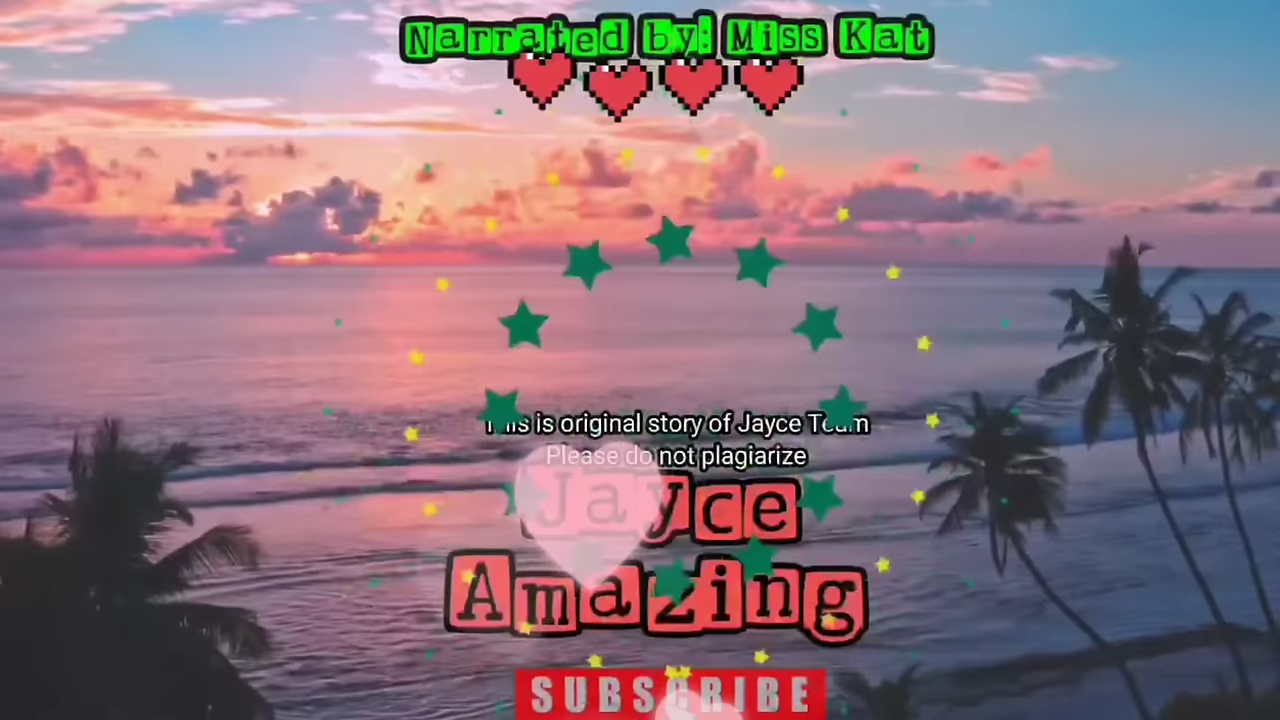 Narrated by: Miss Kat
This is original story of Jayce Team
Please do not plagiarize
Jayce
Amazing
SUBSCRIBE